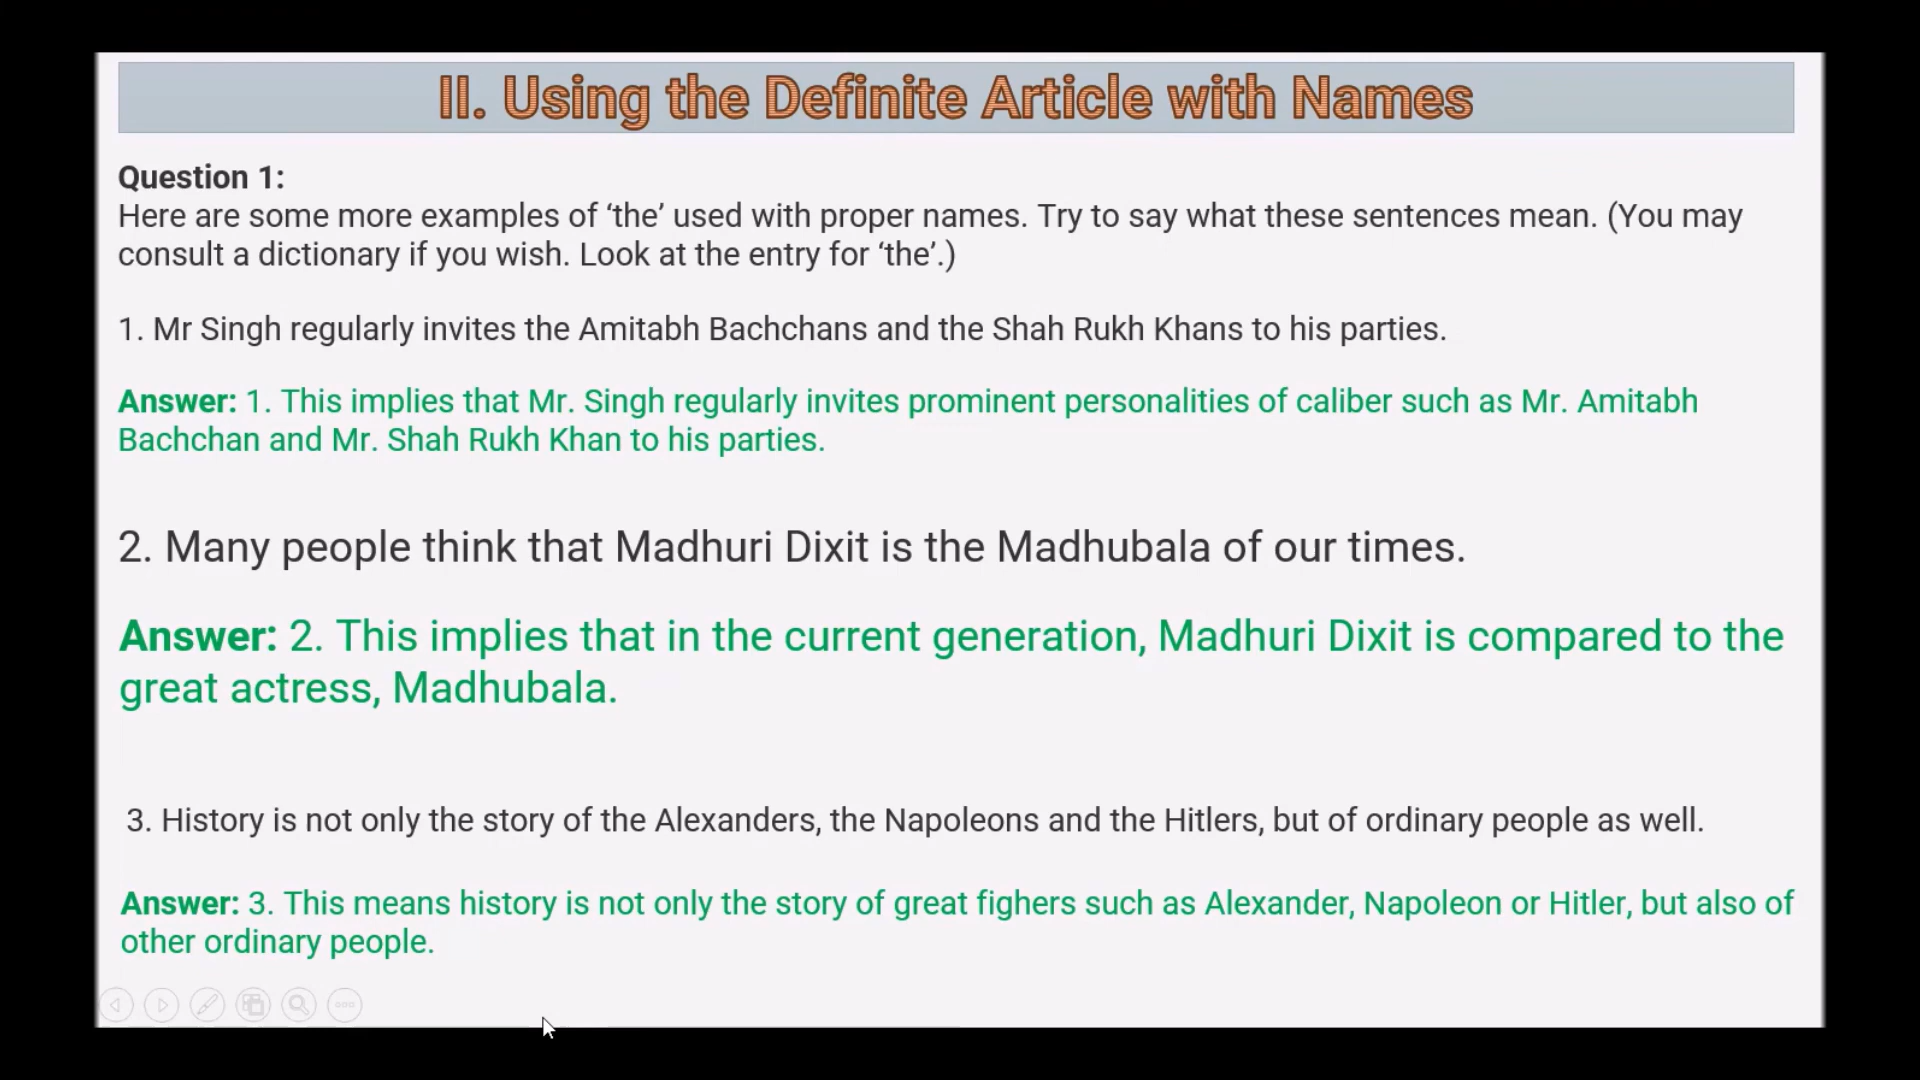 II. Using the Definite Article with Names
Question 1:
Here are some more examples of ‘the’ used with proper names. Try to say what these sentences mean. (You may
consult a dictionary if you wish. Look at the entry for ‘the’.)
1. Mr Singh regularly invites the Amitabh Bachchans and the Shah Rukh Khans to his parties.
Answer: 1. This implies that Mr. Singh regularly invites prominent personalities of caliber such as Mr. Amitabh
Bachchan and Mr. Shah Rukh Khan to his parties.
2. Many people think that Madhuri Dixit is the Madhubala of our times.
Answer: 2. This implies that in the current generation, Madhuri Dixit is compared to the
great actress, Madhubala.
3. History is not only the story of the Alexanders, the Napoleons and the Hitlers, but of ordinary people as well.
Answer: 3. This means history is not only the story of great fighers such as Alexander, Napoleon or Hitler, but also of
other ordinary people.